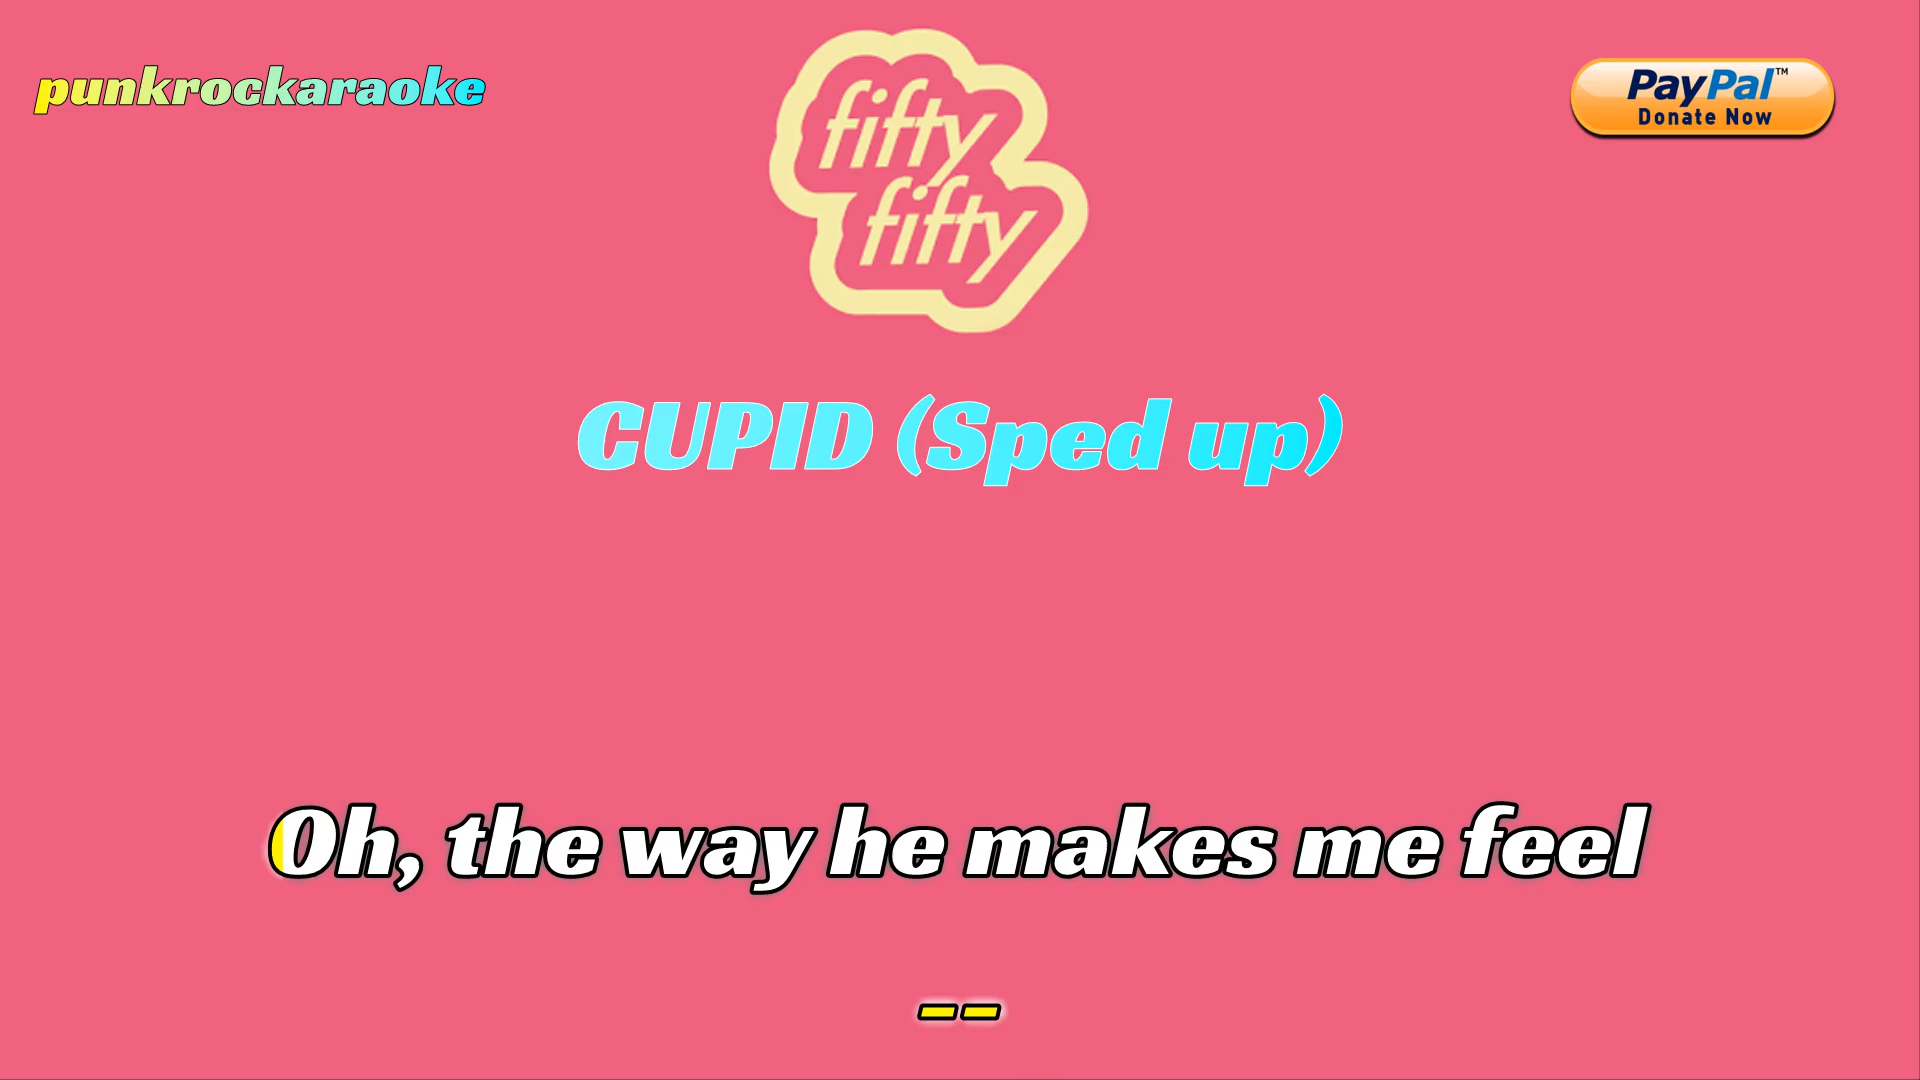 punkrockaraoke
fifty
fifty
PayPal™
Donate Now
CUPID (Sped up)
Oh, the way he makes me feel
--